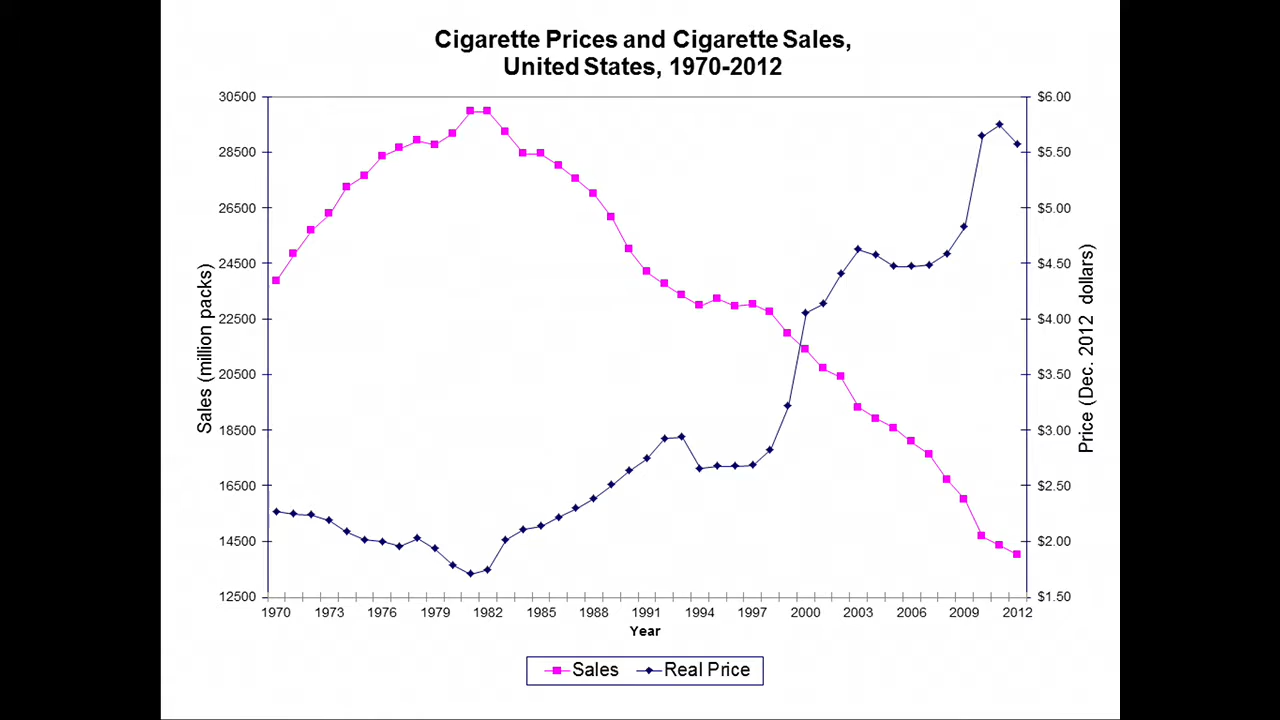 Cigarette Prices and Cigarette Sales,
United States, 1970-2012
30500
28500
26500
24500
22500
20500
18500
16500
14500
12500
Sales (million packs)
$6.00
$5.50
$5.00
$4.50
$4.00
$3.50
$3.00
$2.50
$2.00
$1.50
Price (Dec. 2012 dollars)
1970 1973 1976 1979 1982 1985 1988 1991 1994 1997 2000 2003 2006 2009 2012
Year
Sales Real Price